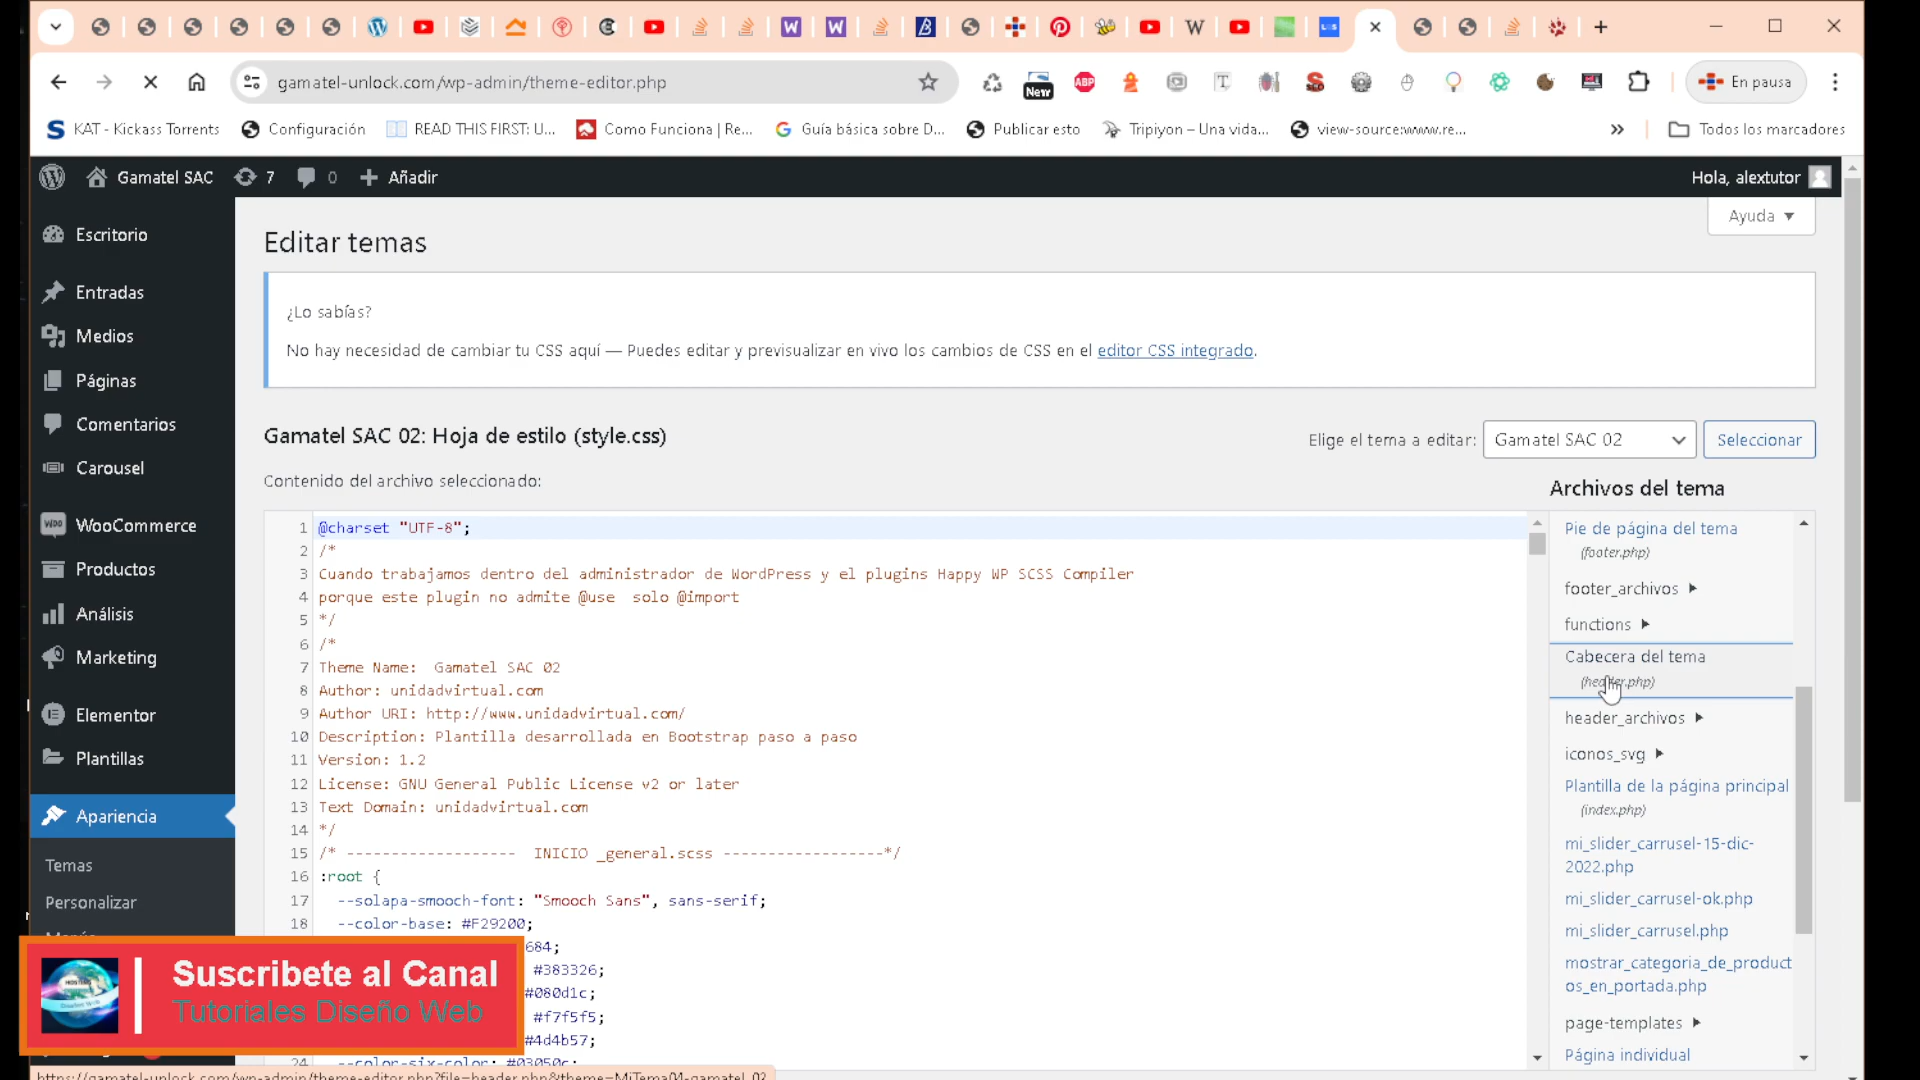 gamatel-unlock.com/wp-admin/theme-editor.php
New
ABP
En pausa
KAT - Kickass Torrents
Configuración
READ THIS FIRST: U...
Como Funciona | Re...
Guía básica sobre D...
Publicar esto
Tripiyon – Una vida...
view-source:www.re...
Todos los marcadores
Gamatel SAC
7
0
Añadir
Hola, alextutor
Ayuda
Escritorio
Entradas
Medios
Páginas
Comentarios
Carousel
WooCommerce
Productos
Análisis
Marketing
Elementor
Plantillas
Apariencia
Temas
Personalizar
Editar temas
¿Lo sabías?
No hay necesidad de cambiar tu CSS aquí — Puedes editar y previsualizar en vivo los cambios de CSS en el editor CSS integrado.
Gamatel SAC 02: Hoja de estilo (style.css)
Elige el tema a editar:
Gamatel SAC 02
Seleccionar
Contenido del archivo seleccionado:
1 @charset "UTF-8";
2 /*
3 Cuando trabajamos dentro del administrador de WordPress y el plugins Happy WP SCSS Compiler
4 porque este plugin no admite @use solo @import
5 */
6 /*
7 Theme Name: Gamatel SAC 02
8 Author: unidadvirtual.com
9 Author URI: http://www.unidadvirtual.com/
10 Description: Plantilla desarrollada en Bootstrap paso a paso
11 Version: 1.2
12 License: GNU General Public License v2 or later
13 Text Domain: unidadvirtual.com
14 */
15 /* ------------------ INICIO _general.scss -----------------*/
16 :root {
17 --solapa-smooch-font: "Smooch Sans", sans-serif;
18 --color-base: #F29200;
684;
#383326;
#080d1c;
#f7f5f5;
#4d4b57;
24 --color-six-color: #03050c;
Archivos del tema
Pie de página del tema
(footer.php)
footer_archivos
functions
Cabecera del tema
(header.php)
header_archivos
iconos_svg
Plantilla de la página principal
(index.php)
mi_slider_carrusel-15-dic-
2022.php
mi_slider_carrusel-ok.php
mi_slider_carrusel.php
mostrar_categoria_de_product
os_en_portada.php
page-templates
Página individual
Suscribete al Canal
Tutoriales Diseño Web